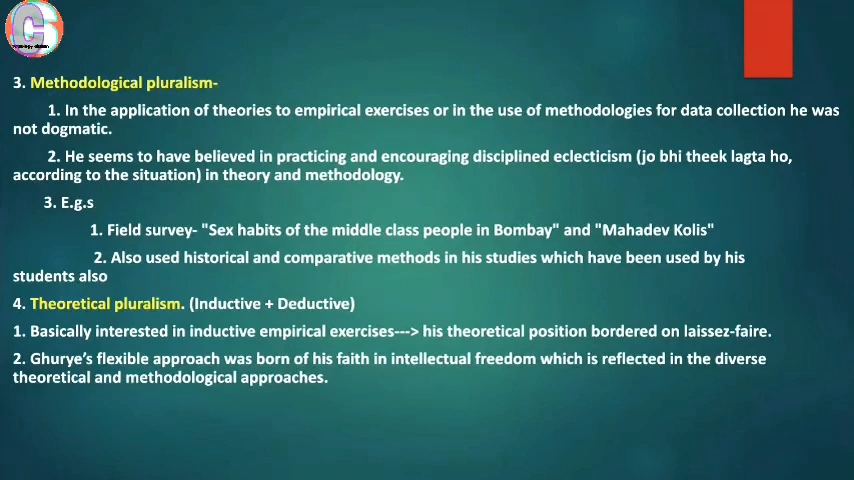 3. Methodological pluralism-
1. In the application of theories to empirical exercises or in the use of methodologies for data collection he was
not dogmatic.
2. He seems to have believed in practicing and encouraging disciplined eclecticism (jo bhi theek lagta ho,
according to the situation) in theory and methodology.
3. E.g.s
1. Field survey- "Sex habits of the middle class people in Bombay" and "Mahadev Kolis"
2. Also used historical and comparative methods in his studies which have been used by his
students also
4. Theoretical pluralism. (Inductive + Deductive)
1. Basically interested in inductive empirical exercises---> his theoretical position bordered on laissez-faire.
2. Ghurye's flexible approach was born of his faith in intellectual freedom which is reflected in the diverse
theoretical and methodological approaches.